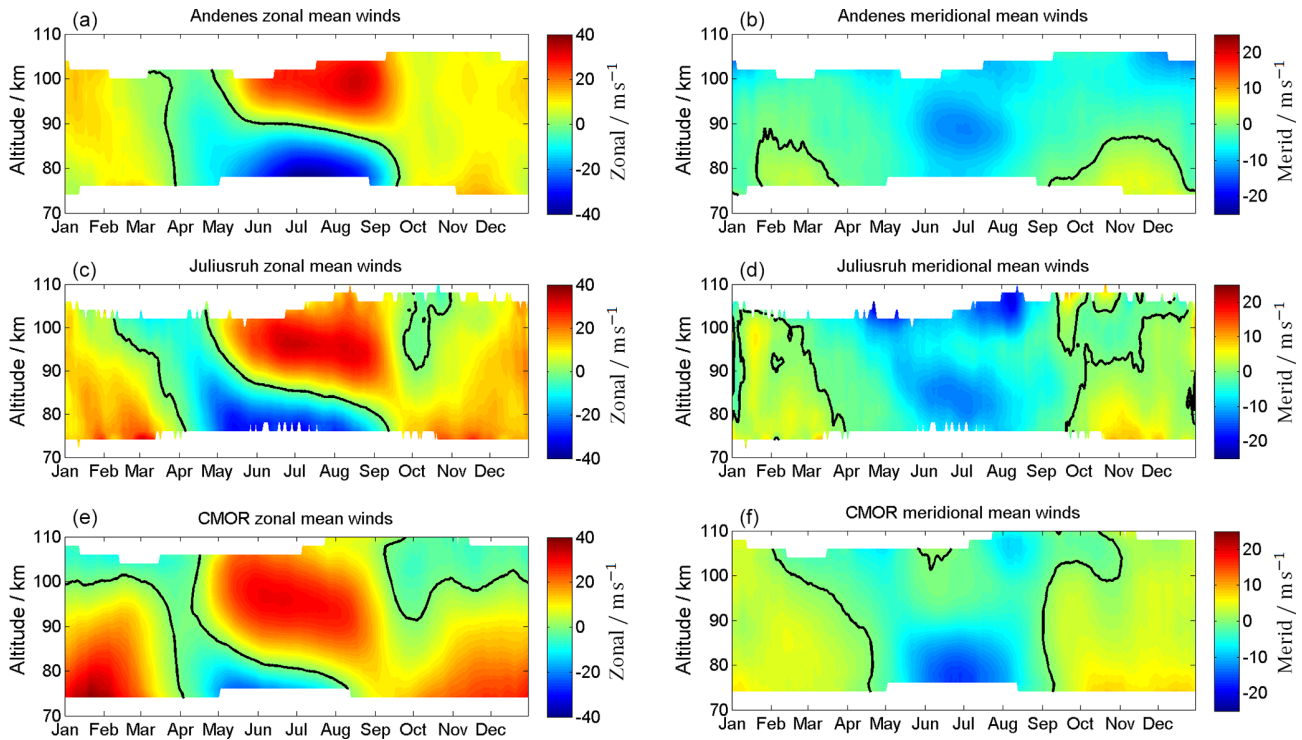 (a) Andenes zonal mean winds
110
100
90
80
70
Altitude / km
Jan Feb Mar Apr May Jun Jul Aug Sep Oct Nov Dec
40
20
0
-20
-40
Zonal / m s⁻¹
(b) Andenes meridional mean winds
110
100
90
80
70
Altitude / km
Jan Feb Mar Apr May Jun Jul Aug Sep Oct Nov Dec
20
10
0
-10
-20
Merid / m s⁻¹
(c) Juliusruh zonal mean winds
110
100
90
80
70
Altitude / km
Jan Feb Mar Apr May Jun Jul Aug Sep Oct Nov Dec
40
20
0
-20
-40
Zonal / m s⁻¹
(d) Juliusruh meridional mean winds
110
100
90
80
70
Altitude / km
Jan Feb Mar Apr May Jun Jul Aug Sep Oct Nov Dec
20
10
0
-10
-20
Merid / m s⁻¹
(e) CMOR zonal mean winds
110
100
90
80
70
Altitude / km
Jan Feb Mar Apr May Jun Jul Aug Sep Oct Nov Dec
40
20
0
-20
-40
Zonal / m s⁻¹
(f) CMOR meridional mean winds
110
100
90
80
70
Altitude / km
Jan Feb Mar Apr May Jun Jul Aug Sep Oct Nov Dec
20
10
0
-10
-20
Merid / m s⁻¹